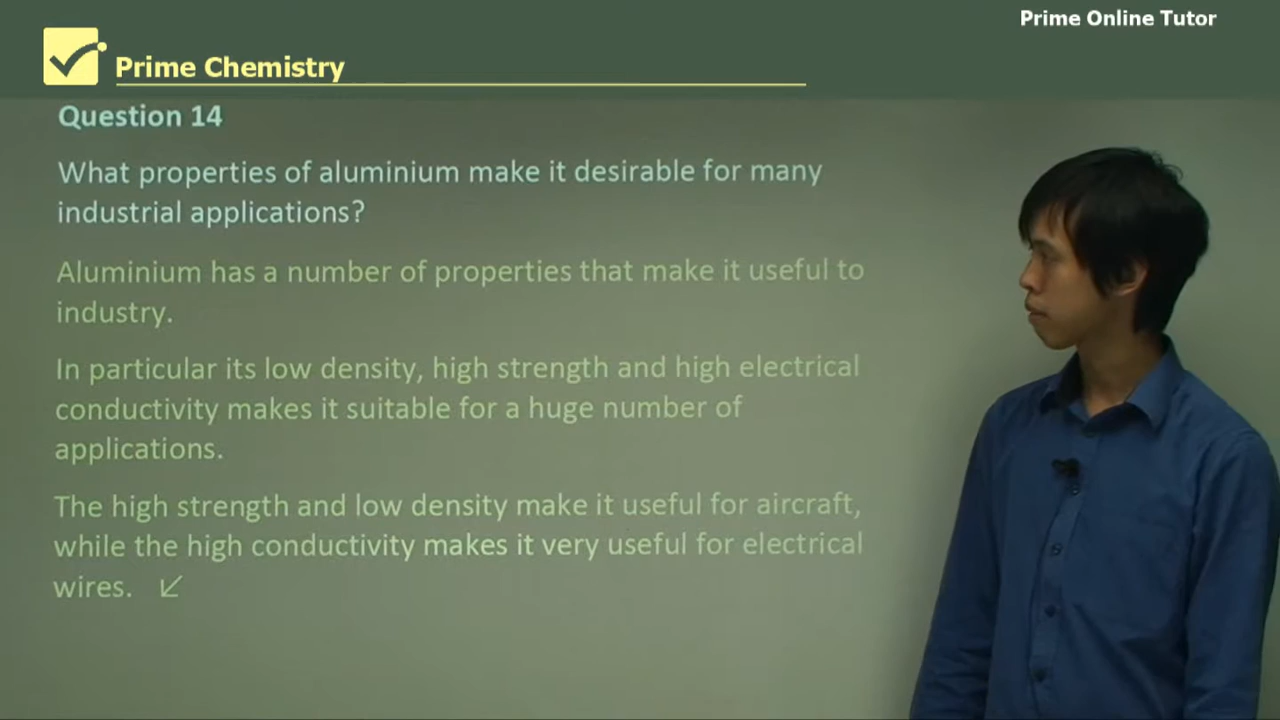 Prime Online Tutor
Prime Chemistry
Question 14
What properties of aluminium make it desirable for many
industrial applications?
Aluminium has a number of properties that make it useful to
industry.
In particular its low density, high strength and high electrical
conductivity makes it suitable for a huge number of
applications.
The high strength and low density make it useful for aircraft,
while the high conductivity makes it very useful for electrical
wires.